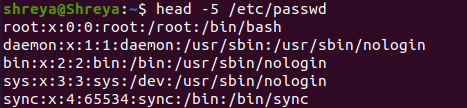 shreya@Shreya:~$ head -5 /etc/passwd
root:x:0:0:root:/root:/bin/bash
daemon:x:1:1:daemon:/usr/sbin:/usr/sbin/nologin
bin:x:2:2:bin:/bin:/usr/sbin/nologin
sys:x:3:3:sys:/dev:/usr/sbin/nologin
sync:x:4:65534:sync:/bin:/bin/sync